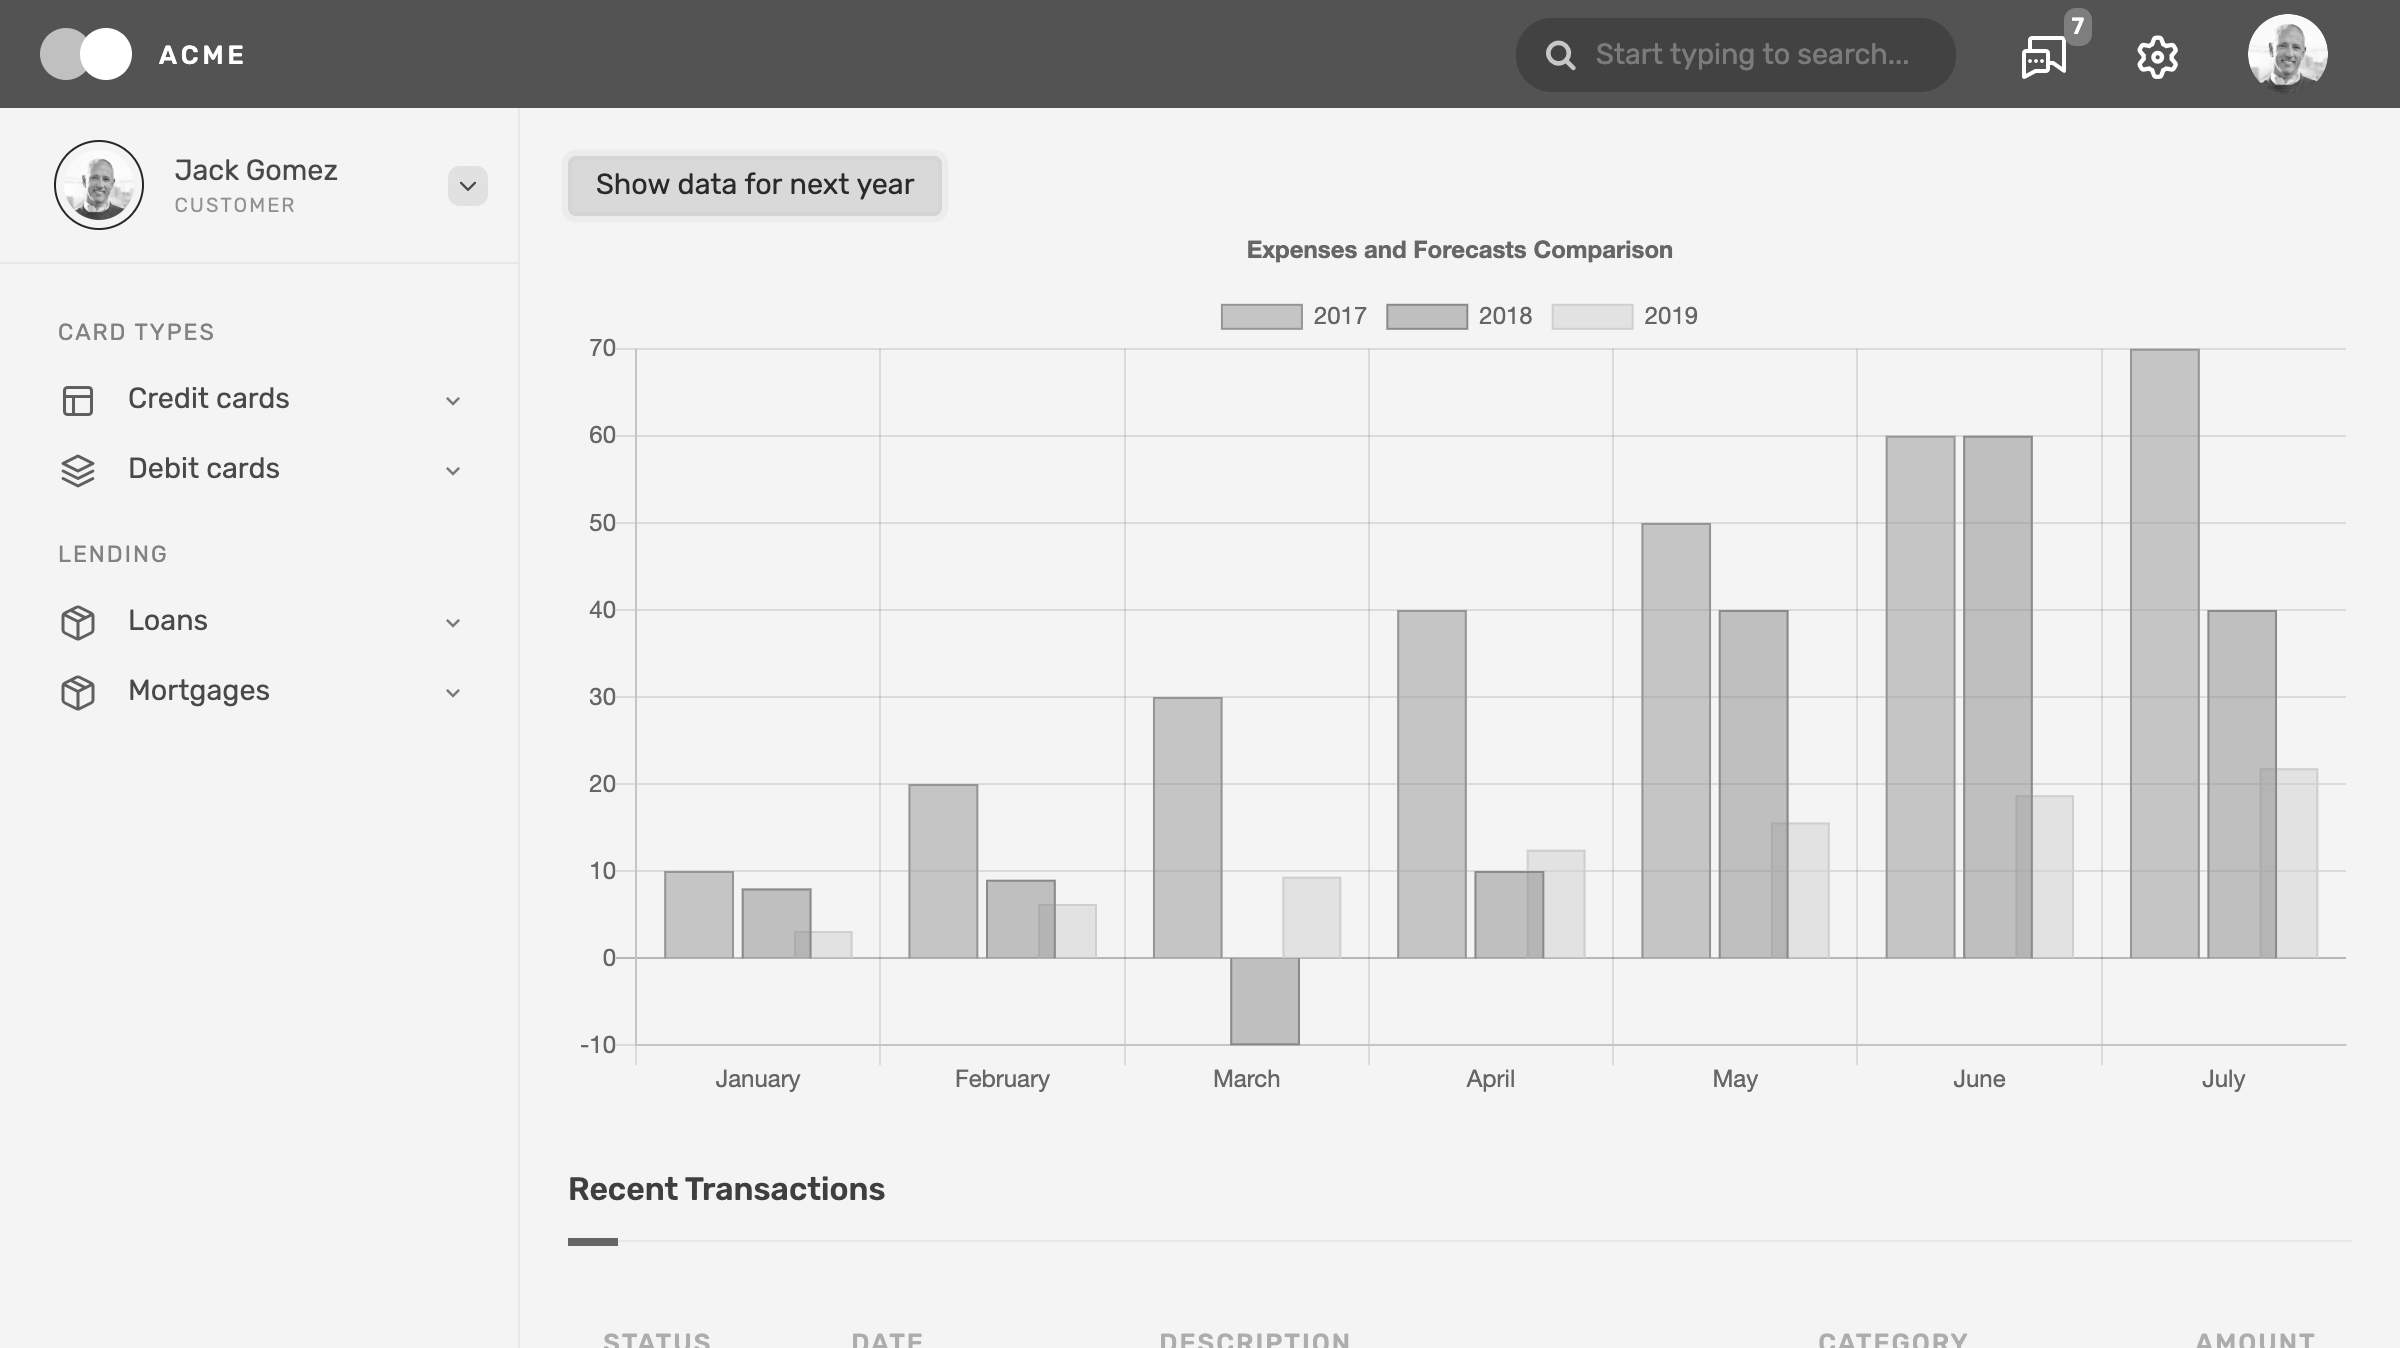 ACME
Start typing to search...
7
Jack Gomez
CUSTOMER
CARD TYPES
Credit cards
Debit cards
LENDING
Loans
Mortgages
Show data for next year
Expenses and Forecasts Comparison
2017 2018 2019
70
60
50
40
30
20
10
0
-10
January February March April May June July
Recent Transactions
STATUS DATE DESCRIPTION CATEGORY AMOUNT